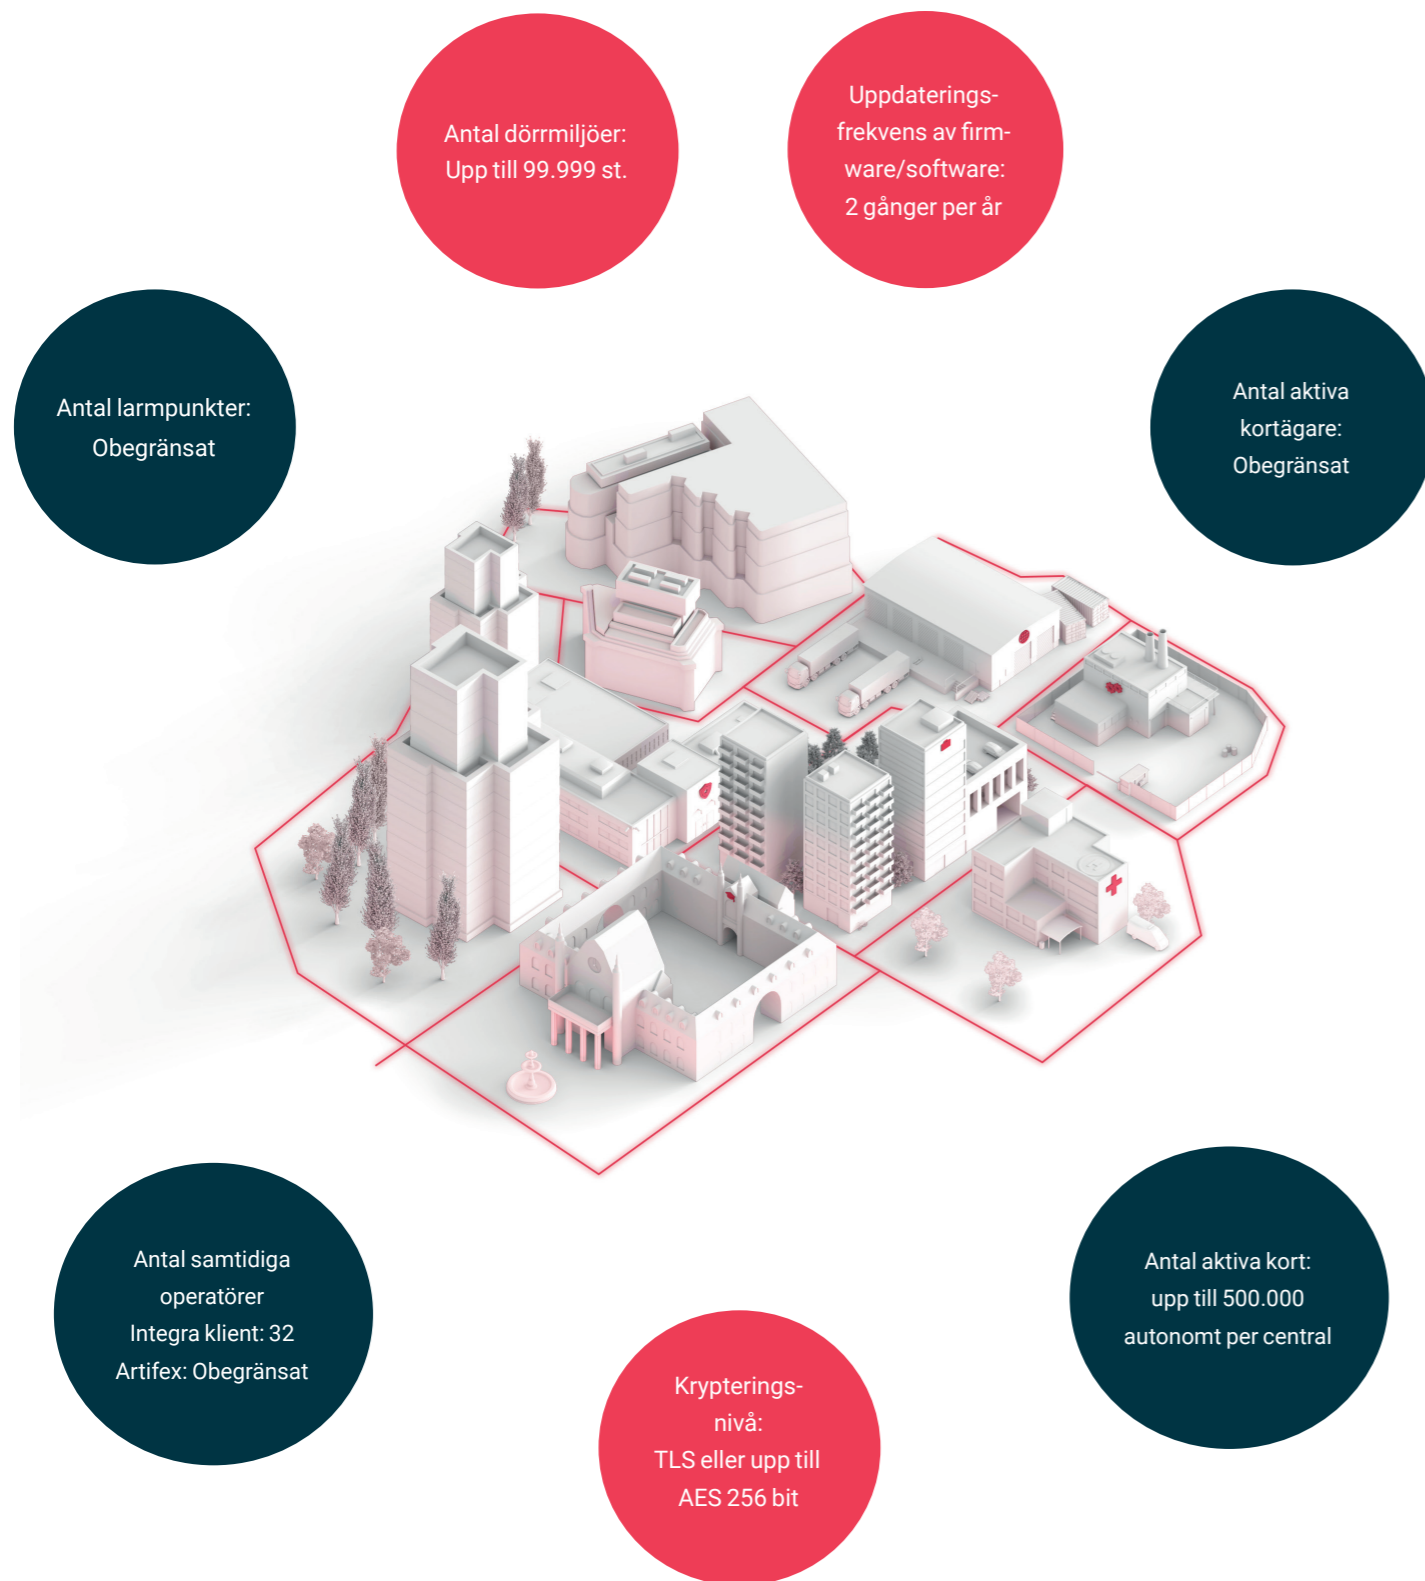 Antal dörrmiljöer:
Upp till 99.999 st.
Uppdaterings-
frekvens av firm-
ware/software:
2 gånger per år
Antal larmpunkter:
Obegränsat
Antal aktiva
kortägare:
Obegränsat
Antal samtidiga
operatörer
Integra klient: 32
Artifex: Obegränsat
Krypterings-
nivå:
TLS eller upp till
AES 256 bit
Antal aktiva kort:
upp till 500.000
autonomt per central